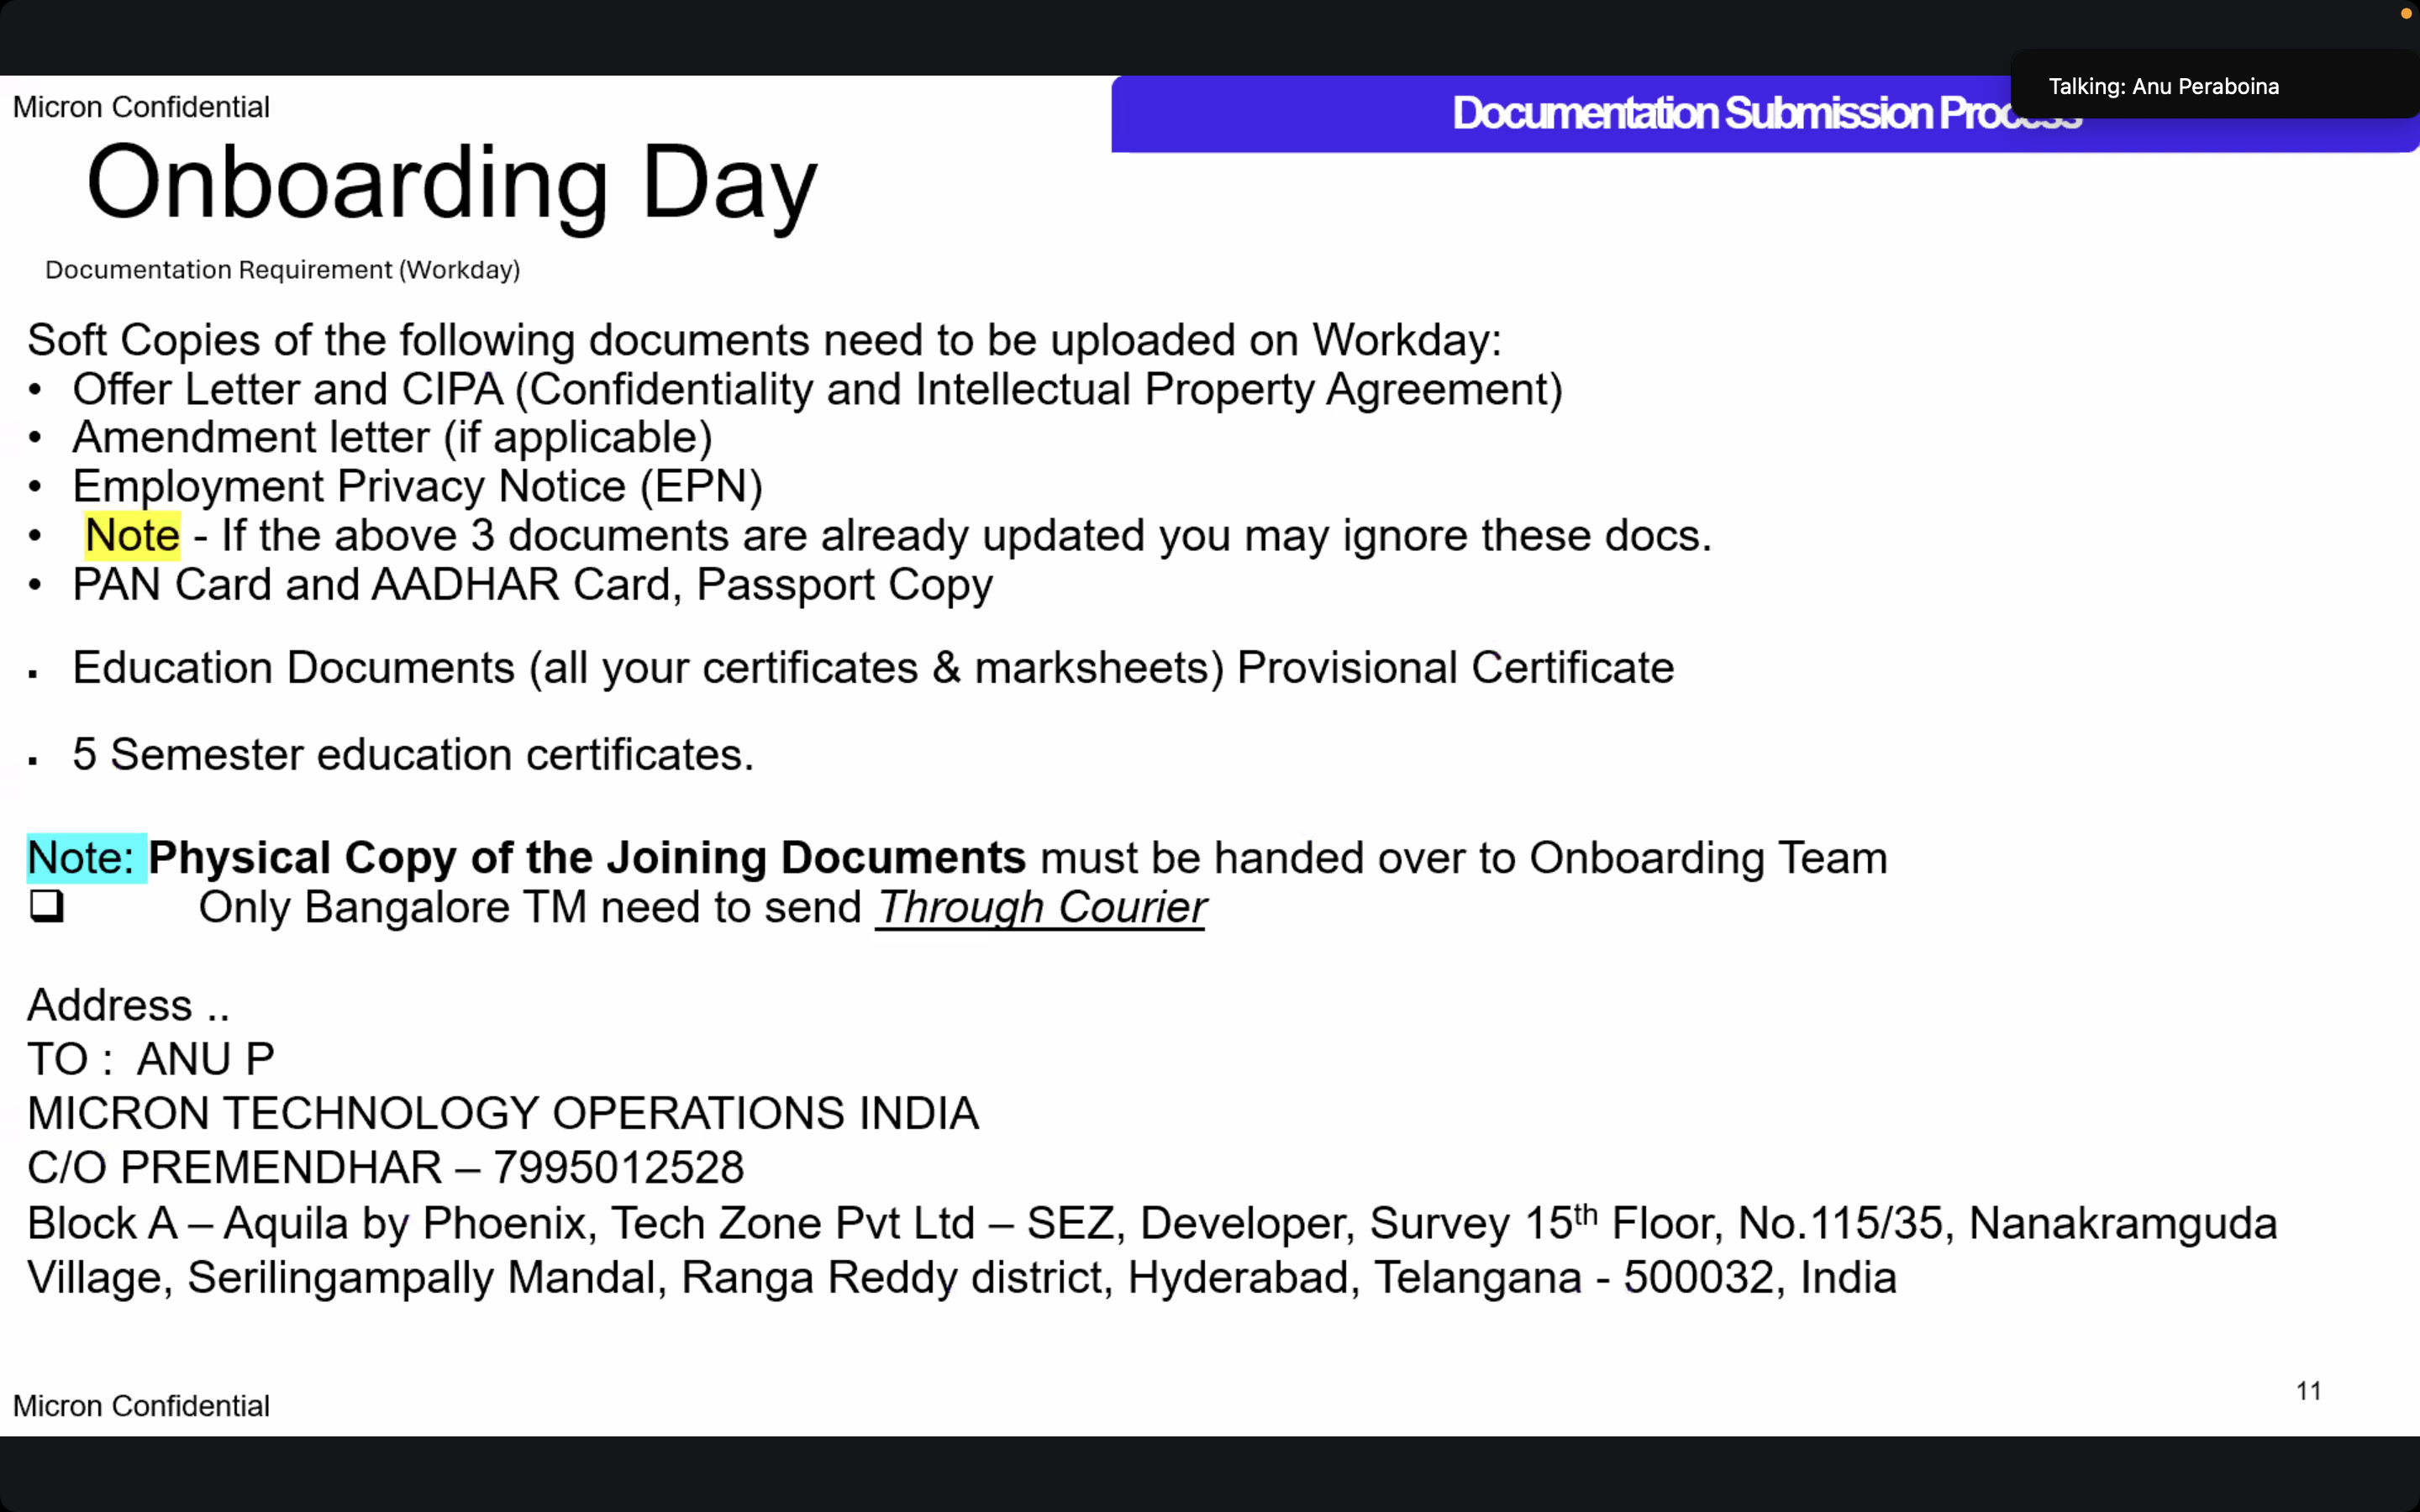 Talking: Anu Peraboina
Micron Confidential
Documentation Submission Process
Onboarding Day
Documentation Requirement (Workday)
Soft Copies of the following documents need to be uploaded on Workday:
• Offer Letter and CIPA (Confidentiality and Intellectual Property Agreement)
• Amendment letter (if applicable)
• Employment Privacy Notice (EPN)
• Note - If the above 3 documents are already updated you may ignore these docs.
• PAN Card and AADHAR Card, Passport Copy
▪ Education Documents (all your certificates & marksheets) Provisional Certificate
▪ 5 Semester education certificates.
Note: Physical Copy of the Joining Documents must be handed over to Onboarding Team
❑ Only Bangalore TM need to send Through Courier
Address ..
TO : ANU P
MICRON TECHNOLOGY OPERATIONS INDIA
C/O PREMENDHAR – 7995012528
Block A – Aquila by Phoenix, Tech Zone Pvt Ltd – SEZ, Developer, Survey 15th Floor, No.115/35, Nanakramguda
Village, Serilingampally Mandal, Ranga Reddy district, Hyderabad, Telangana - 500032, India
Micron Confidential
11